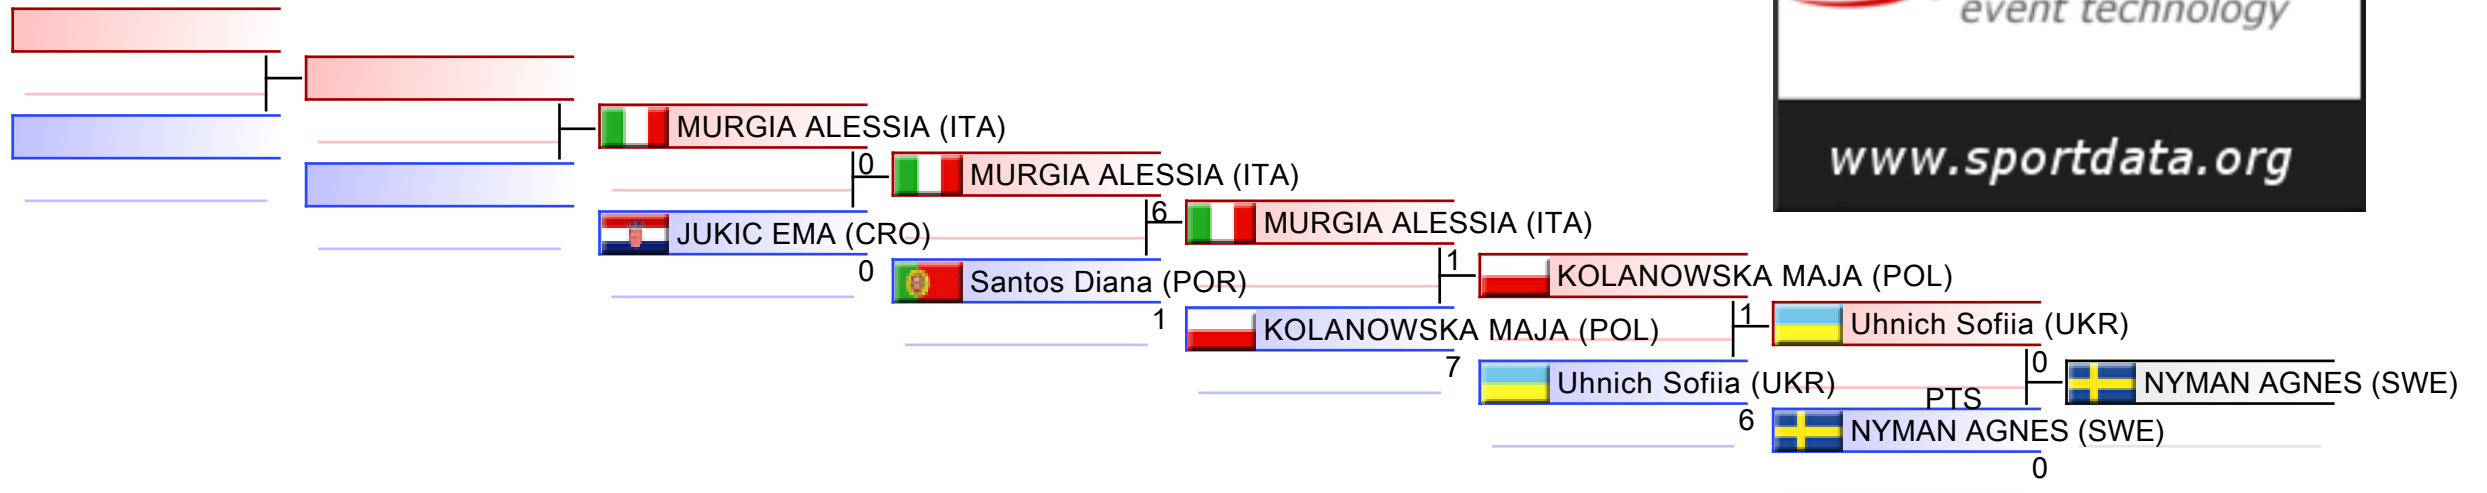 event technology
www.sportdata.org
MURGIA ALESSIA (ITA)
0
JUKIC EMA (CRO)
0
MURGIA ALESSIA (ITA)
6
Santos Diana (POR)
1
MURGIA ALESSIA (ITA)
1
KOLANOWSKA MAJA (POL)
7
KOLANOWSKA MAJA (POL)
1
Uhnich Sofiia (UKR)
6
Uhnich Sofiia (UKR)
0
PTS
NYMAN AGNES (SWE)
0
NYMAN AGNES (SWE)